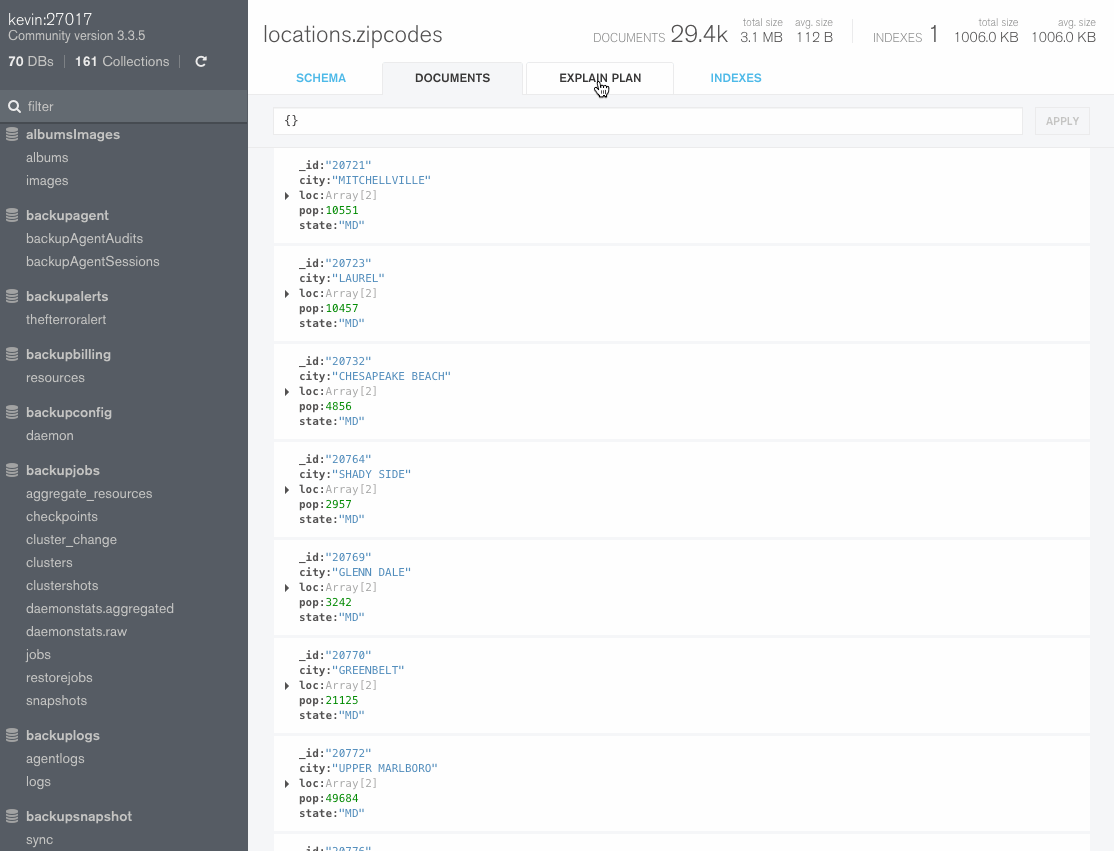 kevin:27017
Community version 3.3.5
70 DBs 161 Collections
filter
albumsImages
albums
images
backupagent
backupAgentAudits
backupAgentSessions
backupalerts
thefterroralert
backupbilling
resources
backupconfig
daemon
backupjobs
aggregate_resources
checkpoints
cluster_change
clusters
clustershots
daemonstats.aggregated
daemonstats.raw
jobs
restorejobs
snapshots
backuplogs
agentlogs
logs
backupsnapshot
sync
locations.zipcodes
DOCUMENTS 29.4k total size 3.1 MB avg. size 112 B
INDEXES 1 total size 1006.0 KB avg. size 1006.0 KB
SCHEMA DOCUMENTS EXPLAIN PLAN INDEXES
{} APPLY
_id:"20721"
city:"MITCHELLVILLE"
loc:Array[2]
pop:10551
state:"MD"
_id:"20723"
city:"LAUREL"
loc:Array[2]
pop:10457
state:"MD"
_id:"20732"
city:"CHESAPEAKE BEACH"
loc:Array[2]
pop:4856
state:"MD"
_id:"20764"
city:"SHADY SIDE"
loc:Array[2]
pop:2957
state:"MD"
_id:"20769"
city:"GLENN DALE"
loc:Array[2]
pop:3242
state:"MD"
_id:"20770"
city:"GREENBELT"
loc:Array[2]
pop:21125
state:"MD"
_id:"20772"
city:"UPPER MARLBORO"
loc:Array[2]
pop:49684
state:"MD"
_id:"20776"